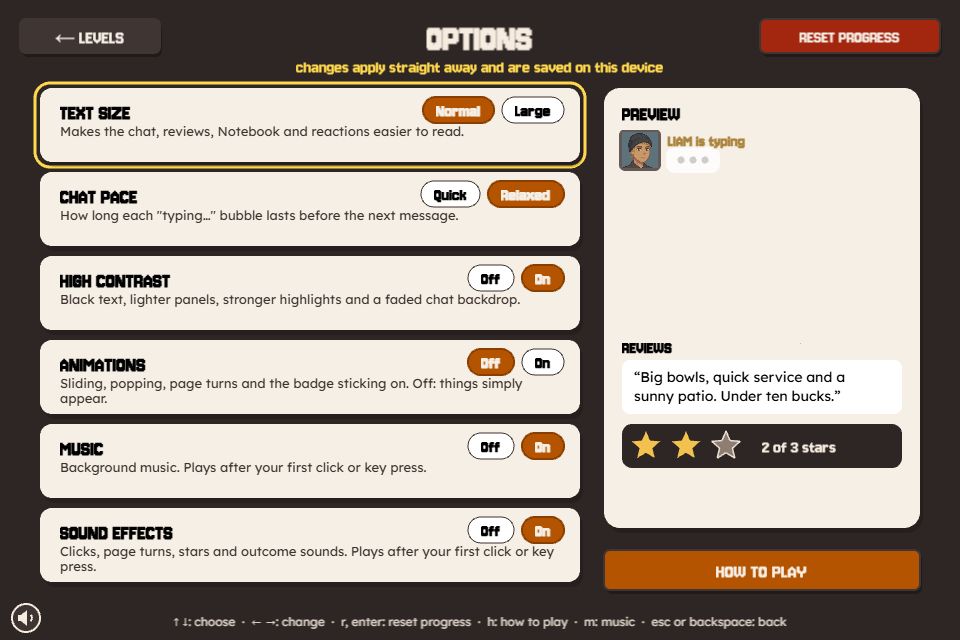 ← LEVELS
OPTIONS
RESET PROGRESS
changes apply straight away and are saved on this device
TEXT SIZE
Normal
Large
Makes the chat, reviews, Notebook and reactions easier to read.
CHAT PACE
Quick
Relaxed
How long each "typing…" bubble lasts before the next message.
HIGH CONTRAST
Off
On
Black text, lighter panels, stronger highlights and a faded chat backdrop.
ANIMATIONS
Off
On
Sliding, popping, page turns and the badge sticking on. Off: things simply
appear.
MUSIC
Off
On
Background music. Plays after your first click or key press.
SOUND EFFECTS
Off
On
Clicks, page turns, stars and outcome sounds. Plays after your first click or key
press.
PREVIEW
LIAM is typing
REVIEWS
“Big bowls, quick service and a
sunny patio. Under ten bucks.”
2 of 3 stars
HOW TO PLAY
↑ ↓: choose · ← →: change · r, enter: reset progress · h: how to play · m: music · esc or backspace: back